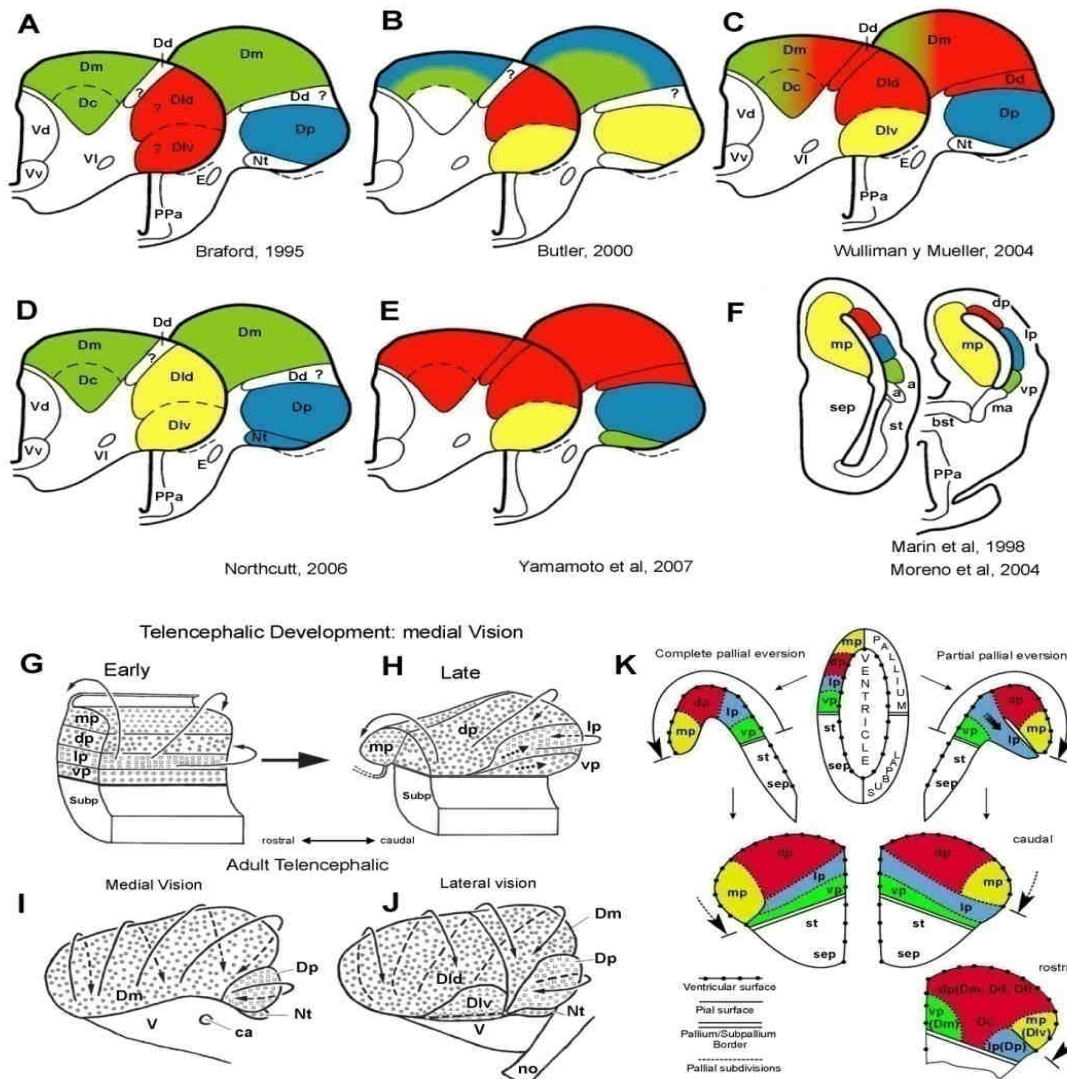 A
Dd
Dm
Dm
?
Dc
? Dld
Dd ?
Vd
Dp
? Dlv
Vl
Vv
Nt
E
PPa
Braford, 1995
B
?
?
Butler, 2000
C
Dd
Dm
Dm
Dc
Dld
Dd
Vd
Dp
Dlv
Vl
Vv
Nt
E
PPa
Wulliman y Mueller, 2004
D
Dd
Dm
Dm
?
Dc
Dld
Dd ?
Vd
Dp
Dlv
Vv
Vl
Nt
E
PPa
Northcutt, 2006
E
Yamamoto et al, 2007
F
dp
lp
mp
mp
vp
a
a
sep
ma
st
bst
PPa
Marin et al, 1998
Moreno et al, 2004
Telencephalic Development: medial Vision
G
Early
mp
dp
lp
vp
Subp
H
Late
lp
dp
mp
vp
Subp
rostral
caudal
Adult Telencephalic
I
Medial Vision
Dm
Dp
Nt
V
ca
J
Lateral vision
Dm
Dp
Dld
Dlv
Nt
V
no
K
Complete pallial eversion
Partial pallial eversion
mp
dp
lp
vp
st
sep
PALLIUM
VENTRICLE
SUBPAL
dp
lp
mp
vp
st
sep
dp
vp
lp
mp
st
sep
caudal
dp
lp
mp
vp
st
sep
dp
mp
vp
lp
st
sep
rostr
dp(Dm, Dd, Dl)
vp
(Dm)
Dc
mp
(Dlv)
lp(Dp)
Ventricular surface
Pial surface
Pallium/Subpallium
Border
Pallial subdivisions